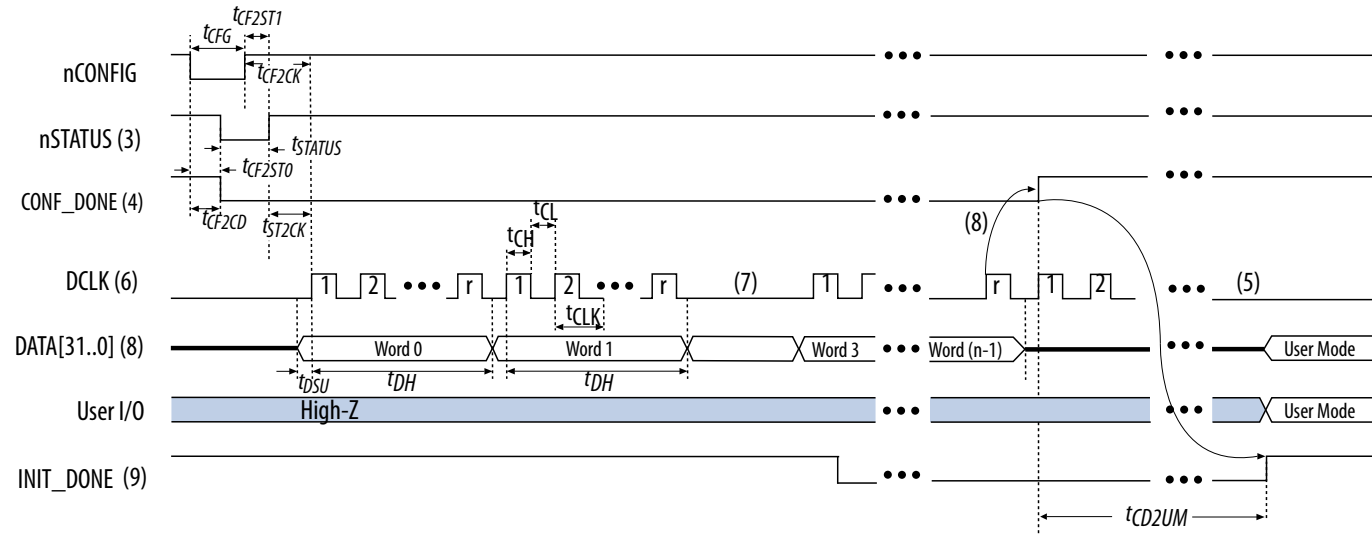 tCF2ST1
tCFG
nCONFIG
tCF2CK
nSTATUS (3)
tSTATUS
tCF2ST0
CONF_DONE (4)
tCF2CD
tST2CK
tCL
tCH
(8)
DCLK (6)
1 2 r 1 2 r (7) 1 r 1 2 (5)
tCLK
DATA[31..0] (8)
Word 0 Word 1 Word 3 Word (n-1) User Mode
tDSU tDH tDH
User I/O
High-Z User Mode
INIT_DONE (9)
tCD2UM